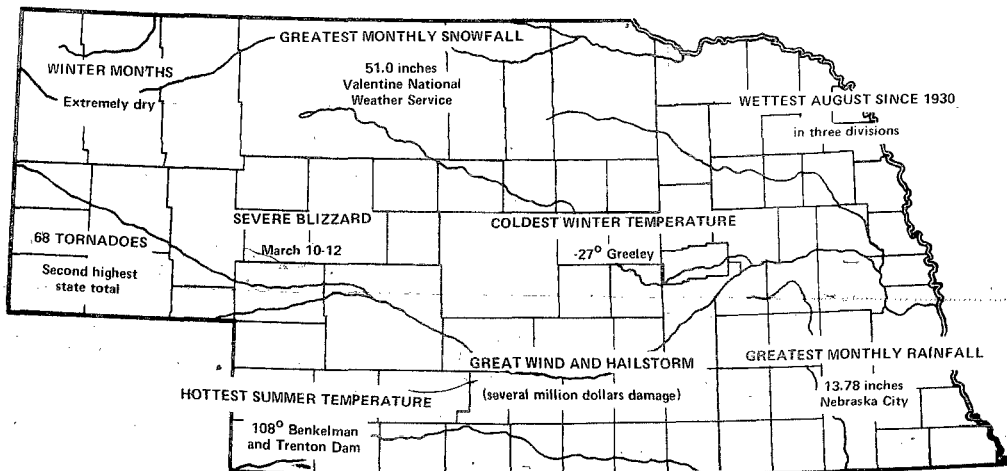 GREATEST MONTHLY SNOWFALL
51.0 inches
Valentine National
Weather Service
WINTER MONTHS
Extremely dry
WETTEST AUGUST SINCE 1930
in three divisions
SEVERE BLIZZARD
March 10-12
COLDEST WINTER TEMPERATURE
-27° Greeley
68 TORNADOES
Second highest
state total
GREAT WIND AND HAILSTORM
(several million dollars damage)
GREATEST MONTHLY RAINFALL
13.78 inches
Nebraska City
HOTTEST SUMMER TEMPERATURE
108° Benkelman
and Trenton Dam